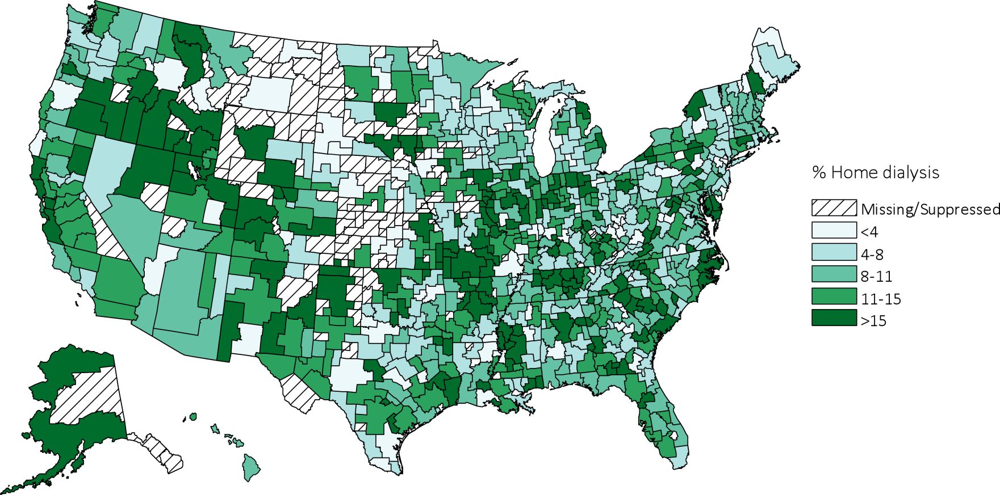 % Home dialysis
Missing/Suppressed
<4
4-8
8-11
11-15
>15